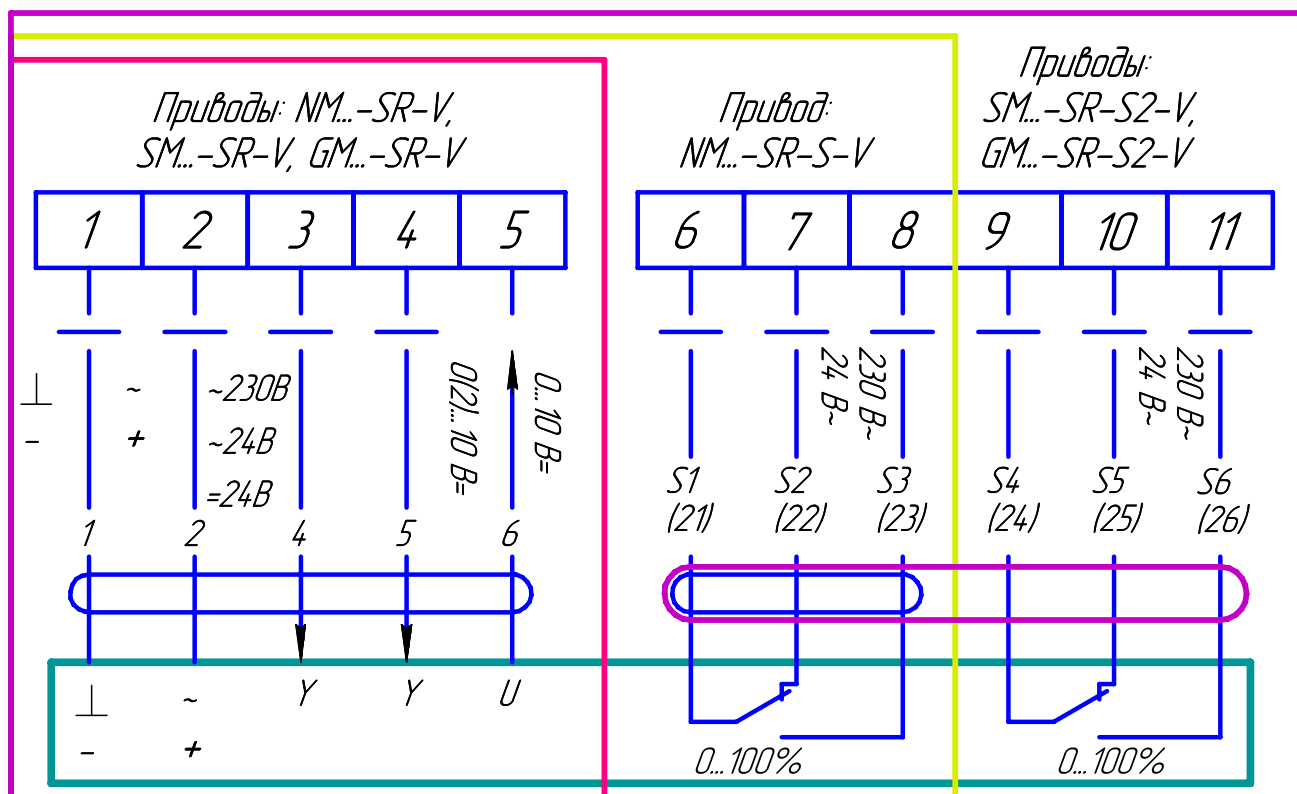 Приводы: NM...-SR-V,
SM...-SR-V, GM...-SR-V
Привод:
NM...-SR-S-V
Приводы:
SM...-SR-S2-V,
GM...-SR-S2-V
1 2 3 4 5 6 7 8 9 10 11
⊥ ~ ~230В
- + ~24В
=24В
0(2)...10 В=
0...10 В=
24 В~
230 В~
24 В~
230 В~
1 2 4 5 6
S1 S2 S3 S4 S5 S6
(21) (22) (23) (24) (25) (26)
⊥ ~ Y Y U
- +
0...100% 0...100%